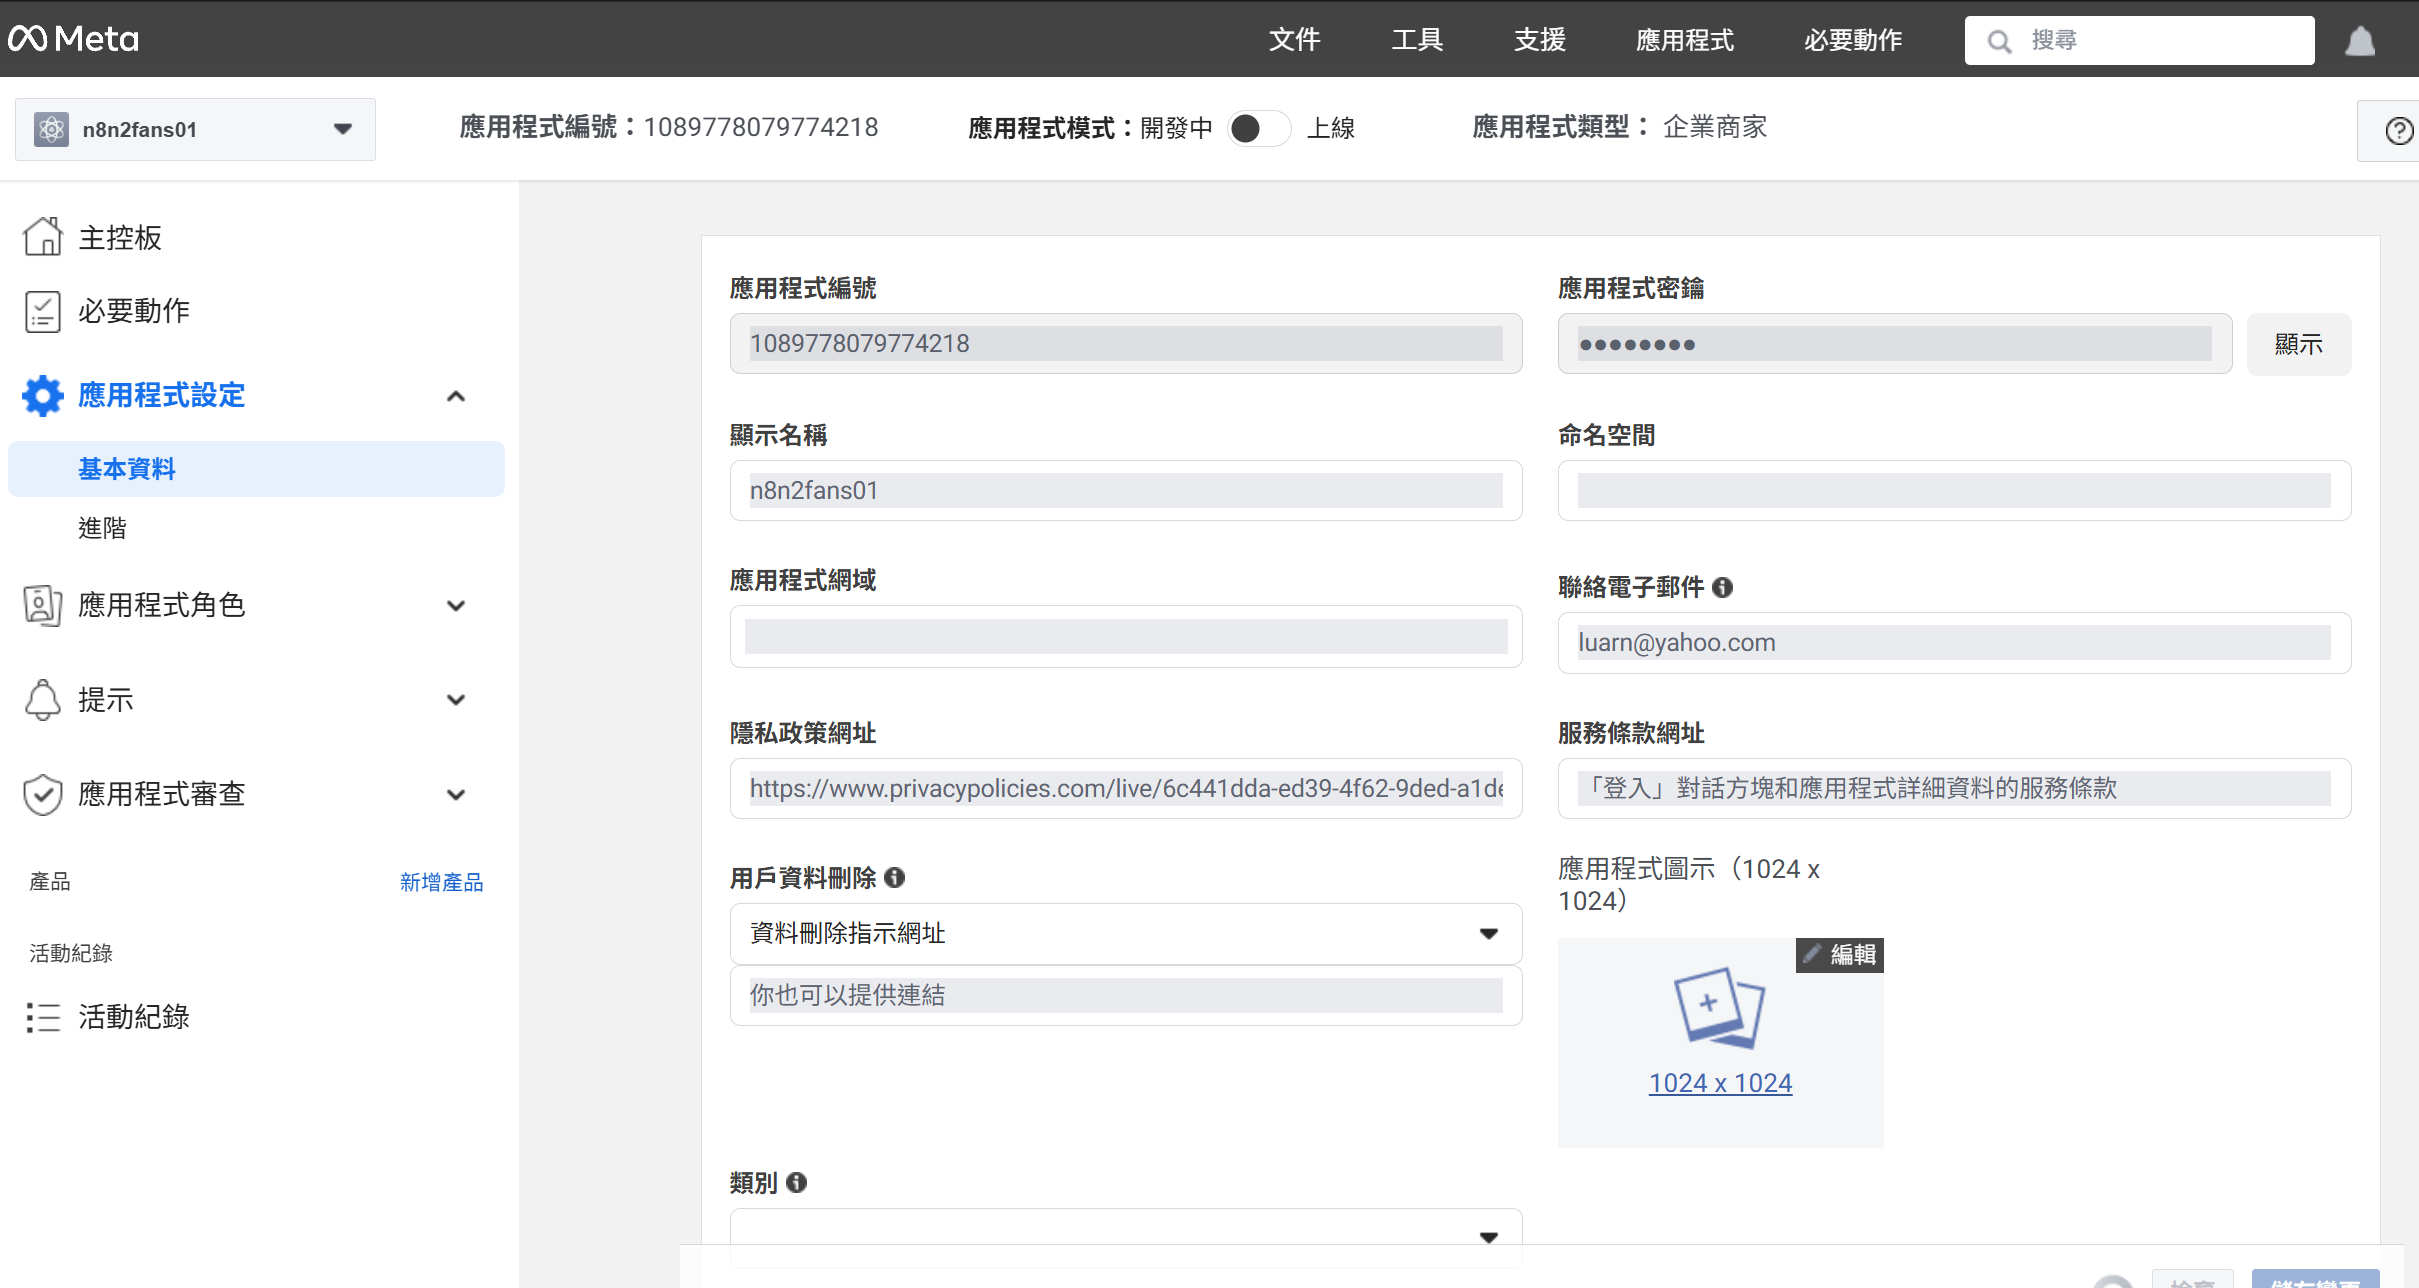 Meta
文件
工具
支援
應用程式
必要動作
搜尋
n8n2fans01
應用程式編號：1089778079774218
應用程式模式：開發中
上線
應用程式類型： 企業商家
主控板
必要動作
應用程式設定
基本資料
進階
應用程式角色
提示
應用程式審查
產品
新增產品
活動紀錄
活動紀錄
應用程式編號
1089778079774218
應用程式密鑰
●●●●●●●●
顯示
顯示名稱
n8n2fans01
命名空間
應用程式網域
聯絡電子郵件
luarn@yahoo.com
隱私政策網址
https://www.privacypolicies.com/live/6c441dda-ed39-4f62-9ded-a1de
服務條款網址
「登入」對話方塊和應用程式詳細資料的服務條款
用戶資料刪除
資料刪除指示網址
你也可以提供連結
應用程式圖示（1024 x
1024）
編輯
1024 x 1024
類別